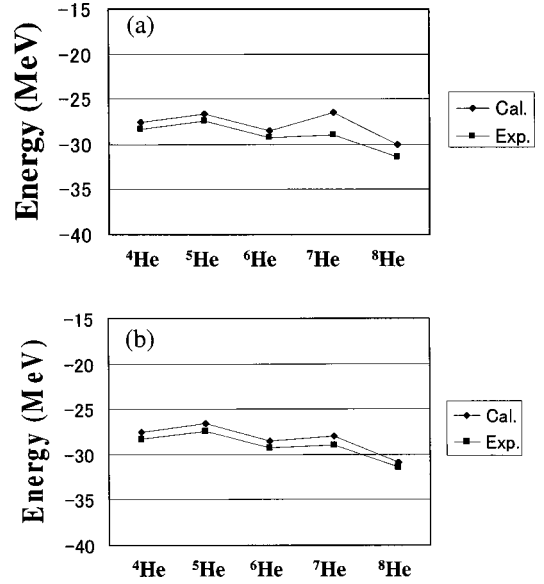 −15
(a)
−20
−25
−30
−35
−40
Energy (MeV)
Cal.
Exp.
⁴He ⁵He ⁶He ⁷He ⁸He
−15
(b)
−20
−25
−30
−35
−40
Energy (MeV)
Cal.
Exp.
⁴He ⁵He ⁶He ⁷He ⁸He